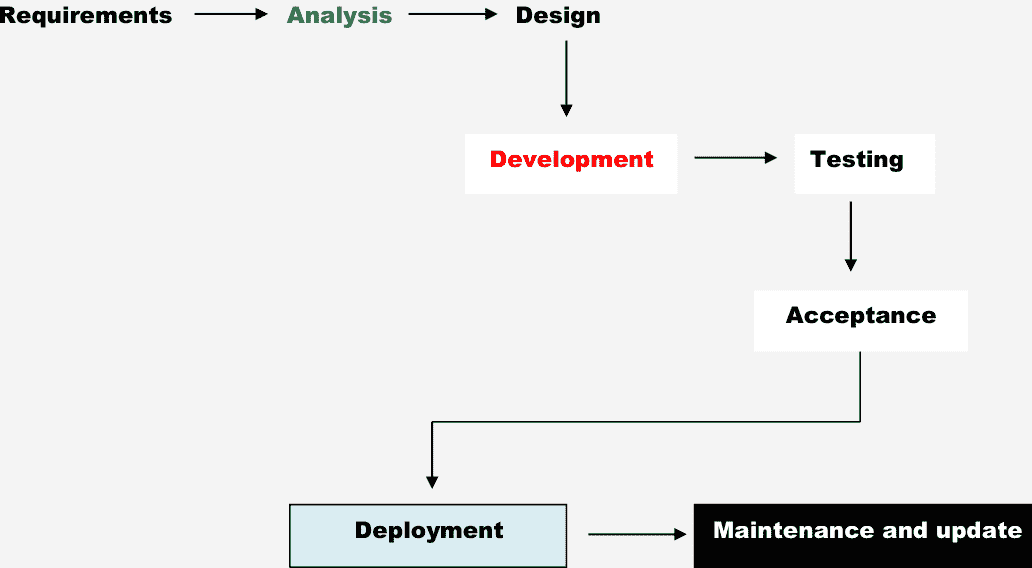 Requirements
Analysis
Design
Development
Testing
Acceptance
Deployment
Maintenance and update